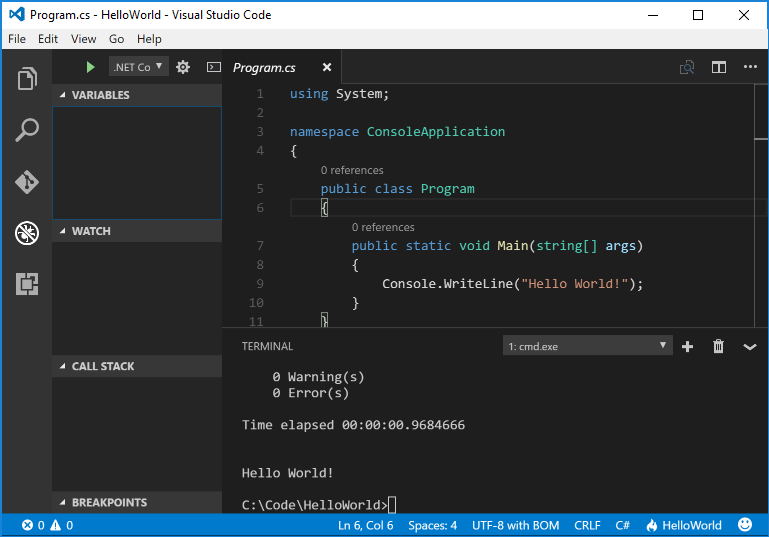 Program.cs - HelloWorld - Visual Studio Code
File Edit View Go Help
.NET Co
Program.cs
VARIABLES
WATCH
CALL STACK
BREAKPOINTS
1 using System;
2
3 namespace ConsoleApplication
4 {
0 references
5 public class Program
6 {
0 references
7 public static void Main(string[] args)
8 {
9 Console.WriteLine("Hello World!");
10 }
11 }
TERMINAL 1: cmd.exe
0 Warning(s)
0 Error(s)
Time elapsed 00:00:00.9684666
Hello World!
C:\Code\HelloWorld>
0 0 Ln 6, Col 6 Spaces: 4 UTF-8 with BOM CRLF C# HelloWorld